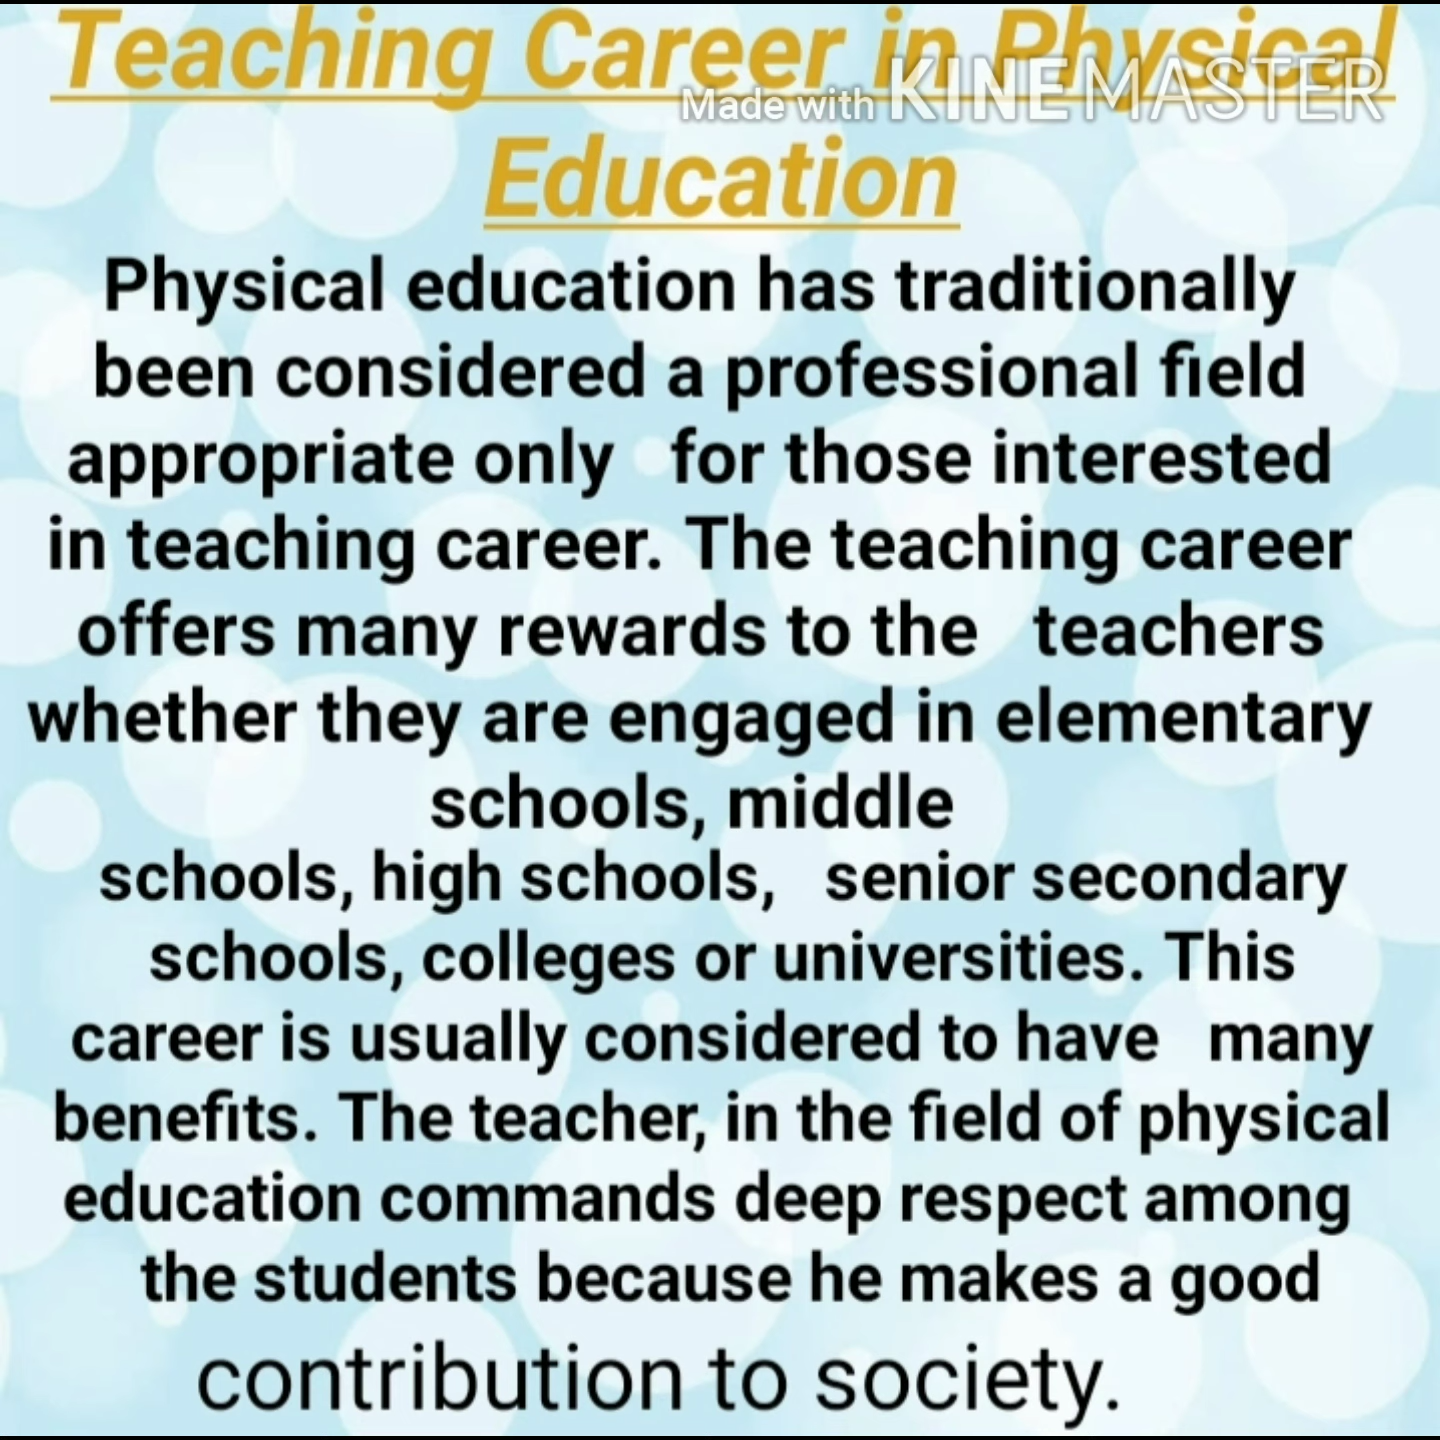 Teaching Career in Physical
Made with KINEMASTER
Education
Physical education has traditionally
been considered a professional field
appropriate only for those interested
in teaching career. The teaching career
offers many rewards to the teachers
whether they are engaged in elementary
schools, middle
schools, high schools, senior secondary
schools, colleges or universities. This
career is usually considered to have many
benefits. The teacher, in the field of physical
education commands deep respect among
the students because he makes a good
contribution to society.